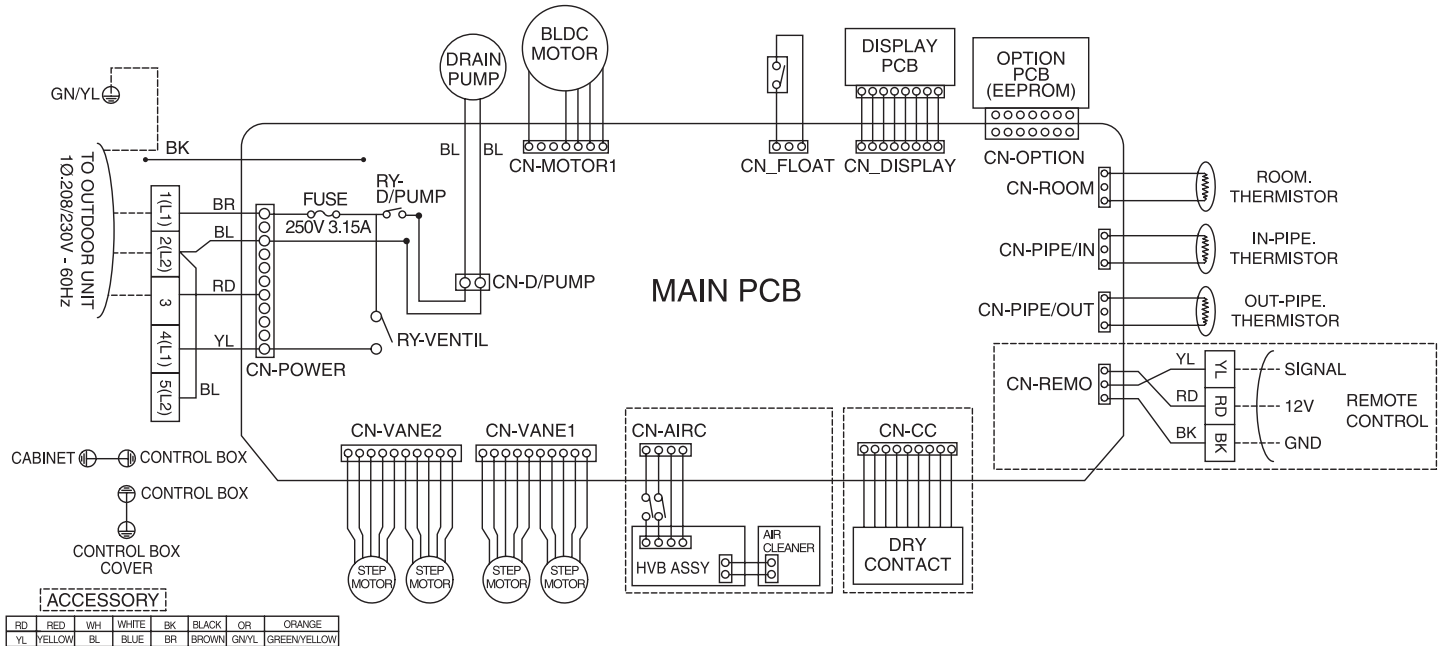 DRAIN
PUMP
BLDC
MOTOR
DISPLAY
PCB
OPTION
PCB
(EEPROM)
GN/YL
BL
BL
CN-MOTOR1
CN_FLOAT
CN_DISPLAY
CN-OPTION
TO OUTDOOR UNIT
1Ø.208/230V - 60Hz
BK
1(L1)
2(L2)
3
4(L1)
5(L2)
BR
BL
RD
YL
BL
FUSE
250V 3.15A
RY-
D/PUMP
CN-D/PUMP
RY-VENTIL
CN-POWER
MAIN PCB
CN-ROOM
ROOM.
THERMISTOR
CN-PIPE/IN
IN-PIPE.
THERMISTOR
CN-PIPE/OUT
OUT-PIPE.
THERMISTOR
CN-REMO
YL
RD
BK
YL
RD
BK
SIGNAL
12V
GND
REMOTE
CONTROL
CN-VANE2
CN-VANE1
CN-AIRC
CN-CC
CABINET
CONTROL BOX
CONTROL BOX
CONTROL BOX
COVER
STEP
MOTOR
STEP
MOTOR
STEP
MOTOR
STEP
MOTOR
HVB ASSY
AIR
CLEANER
DRY
CONTACT
ACCESSORY
RD RED WH WHITE BK BLACK OR ORANGE
YL YELLOW BL BLUE BR BROWN GN/YL GREEN/YELLOW